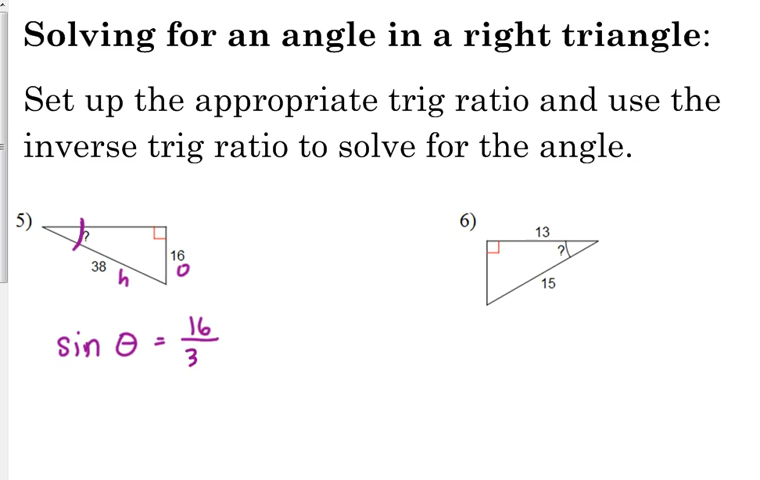 Solving for an angle in a right triangle:
Set up the appropriate trig ratio and use the
inverse trig ratio to solve for the angle.
5)
?
16
o
38
h
sin θ = 16/3
6)
13
?
15